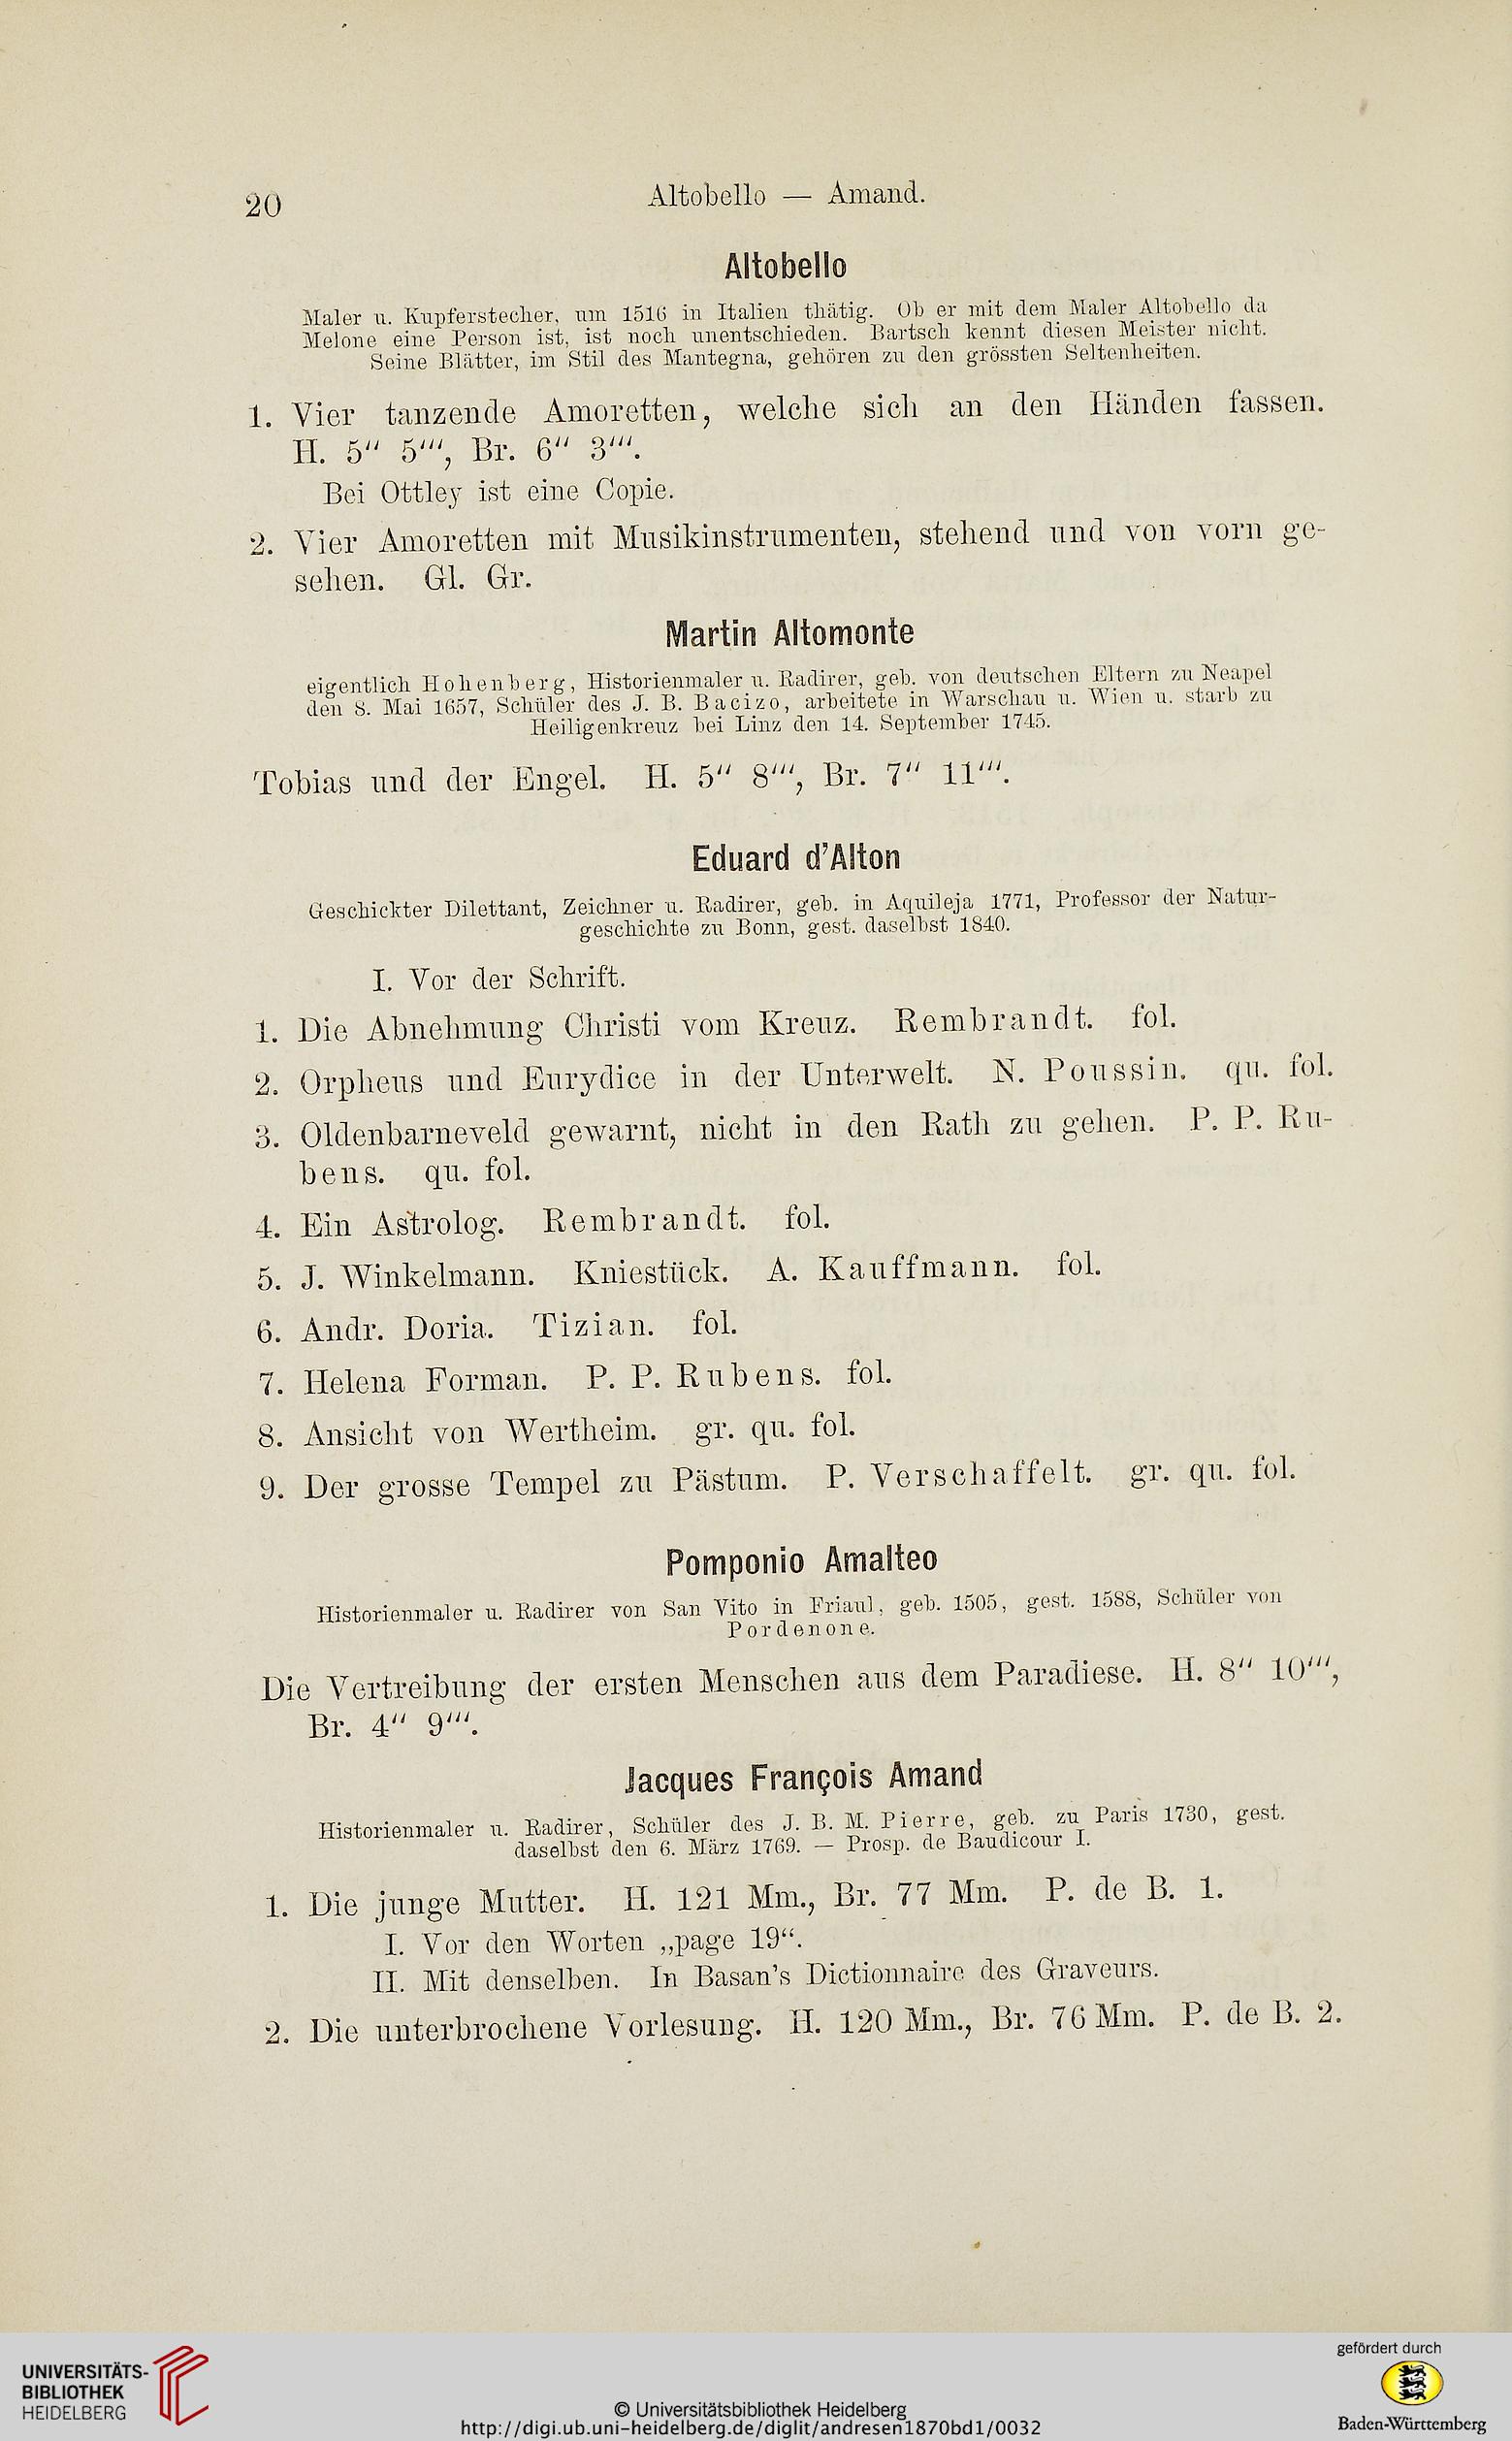 20
Altobello — Amand.
Altobello
Maler u. Kupferstecher, um 1516 in Italien thätig. Ob er mit dem Maler Altobello da
Melone eine Person ist, ist noch unentschieden. Bartsch kennt diesen Meister nicht.
Seine Blätter, im Stil des Mantegna, gehören zu den grössten Seltenheiten.
1. Vier tanzende Amoretten, welche sich an den Händen fassen.
H. 5" 5"', Br. 6" 3"'.
Bei Ottley ist eine Copie.
2. Vier Amoretten mit Musikinstrumenten, stehend und von vorn ge-
sehen. Gl. Gr.
Martin Altomonte
eigentlich Hohenberg, Historienmaler u. Radirer, geb. von deutschen Eltern zu Neapel
den 8. Mai 1657, Schüler des J. B. Bacizo, arbeitete in Warschau u. Wien u. starb zu
Heiligenkreuz bei Linz den 14. September 1745.
Tobias und der Engel. H. 5" 8"', Br. 7" 11"'.
Eduard d'Alton
Geschickter Dilettant, Zeichner u. Radirer, geb. in Aquileja 1771, Professor der Natur-
geschichte zu Bonn, gest. daselbst 1840.
I. Vor der Schrift.
1. Die Abnehmung Christi vom Kreuz. Rembrandt. fol.
2. Orpheus und Eurydice in der Unterwelt. N. Poussin. qu. fol.
3. Oldenbarneveld gewarnt, nicht in den Rath zu gehen. P. P. Ru-
bens. qu. fol.
4. Ein Astrolog. Rembrandt. fol.
5. J. Winkelmann. Kniestück. A. Kauffmann. fol.
6. Andr. Doria. Tizian. fol.
7. Helena Forman. P. P. Rubens. fol.
8. Ansicht von Wertheim. gr. qu. fol.
9. Der grosse Tempel zu Pästum. P. Verschaffelt. gr. qu. fol.
Pomponio Amalteo
Historienmaler u. Radirer von San Vito in Friaul, geb. 1505, gest. 1588, Schüler von
Pordenone.
Die Vertreibung der ersten Menschen aus dem Paradiese. H. 8" 10"',
Br. 4" 9"'.
Jacques François Amand
Historienmaler u. Radirer, Schüler des J. B. M. Pierre, geb. zu Paris 1730, gest.
daselbst den 6. März 1769. — Prosp. de Baudicour I.
1. Die junge Mutter. H. 121 Mm., Br. 77 Mm. P. de B. 1.
I. Vor den Worten „page 19“.
II. Mit denselben. In Basan's Dictionnaire des Graveurs.
2. Die unterbrochene Vorlesung. H. 120 Mm., Br. 76 Mm. P. de B. 2.
UNIVERSITÄTS-
BIBLIOTHEK
HEIDELBERG
© Universitätsbibliothek Heidelberg
http://digi.ub.uni-heidelberg.de/diglit/andresen1870bd1/0032
gefördert durch
Baden-Württemberg